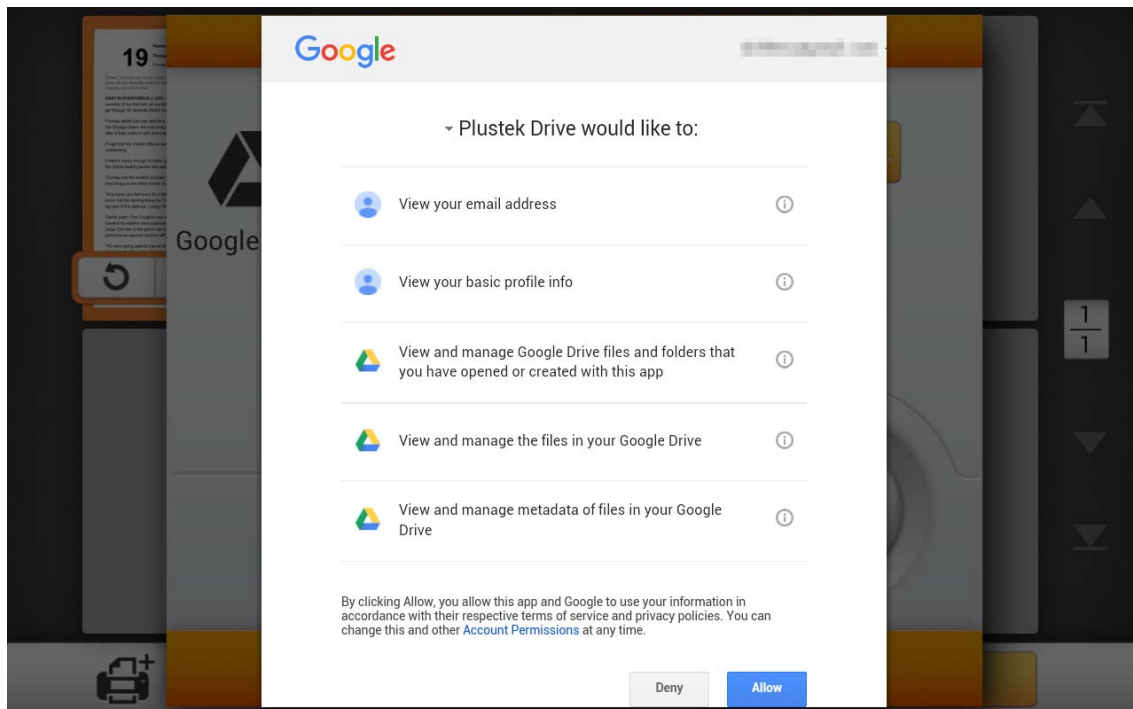 Google
Plustek Drive would like to:
View your email address
View your basic profile info
View and manage Google Drive files and folders that
you have opened or created with this app
View and manage the files in your Google Drive
View and manage metadata of files in your Google
Drive
By clicking Allow, you allow this app and Google to use your information in
accordance with their respective terms of service and privacy policies. You can
change this and other Account Permissions at any time.
Deny Allow
19
Google
1
1